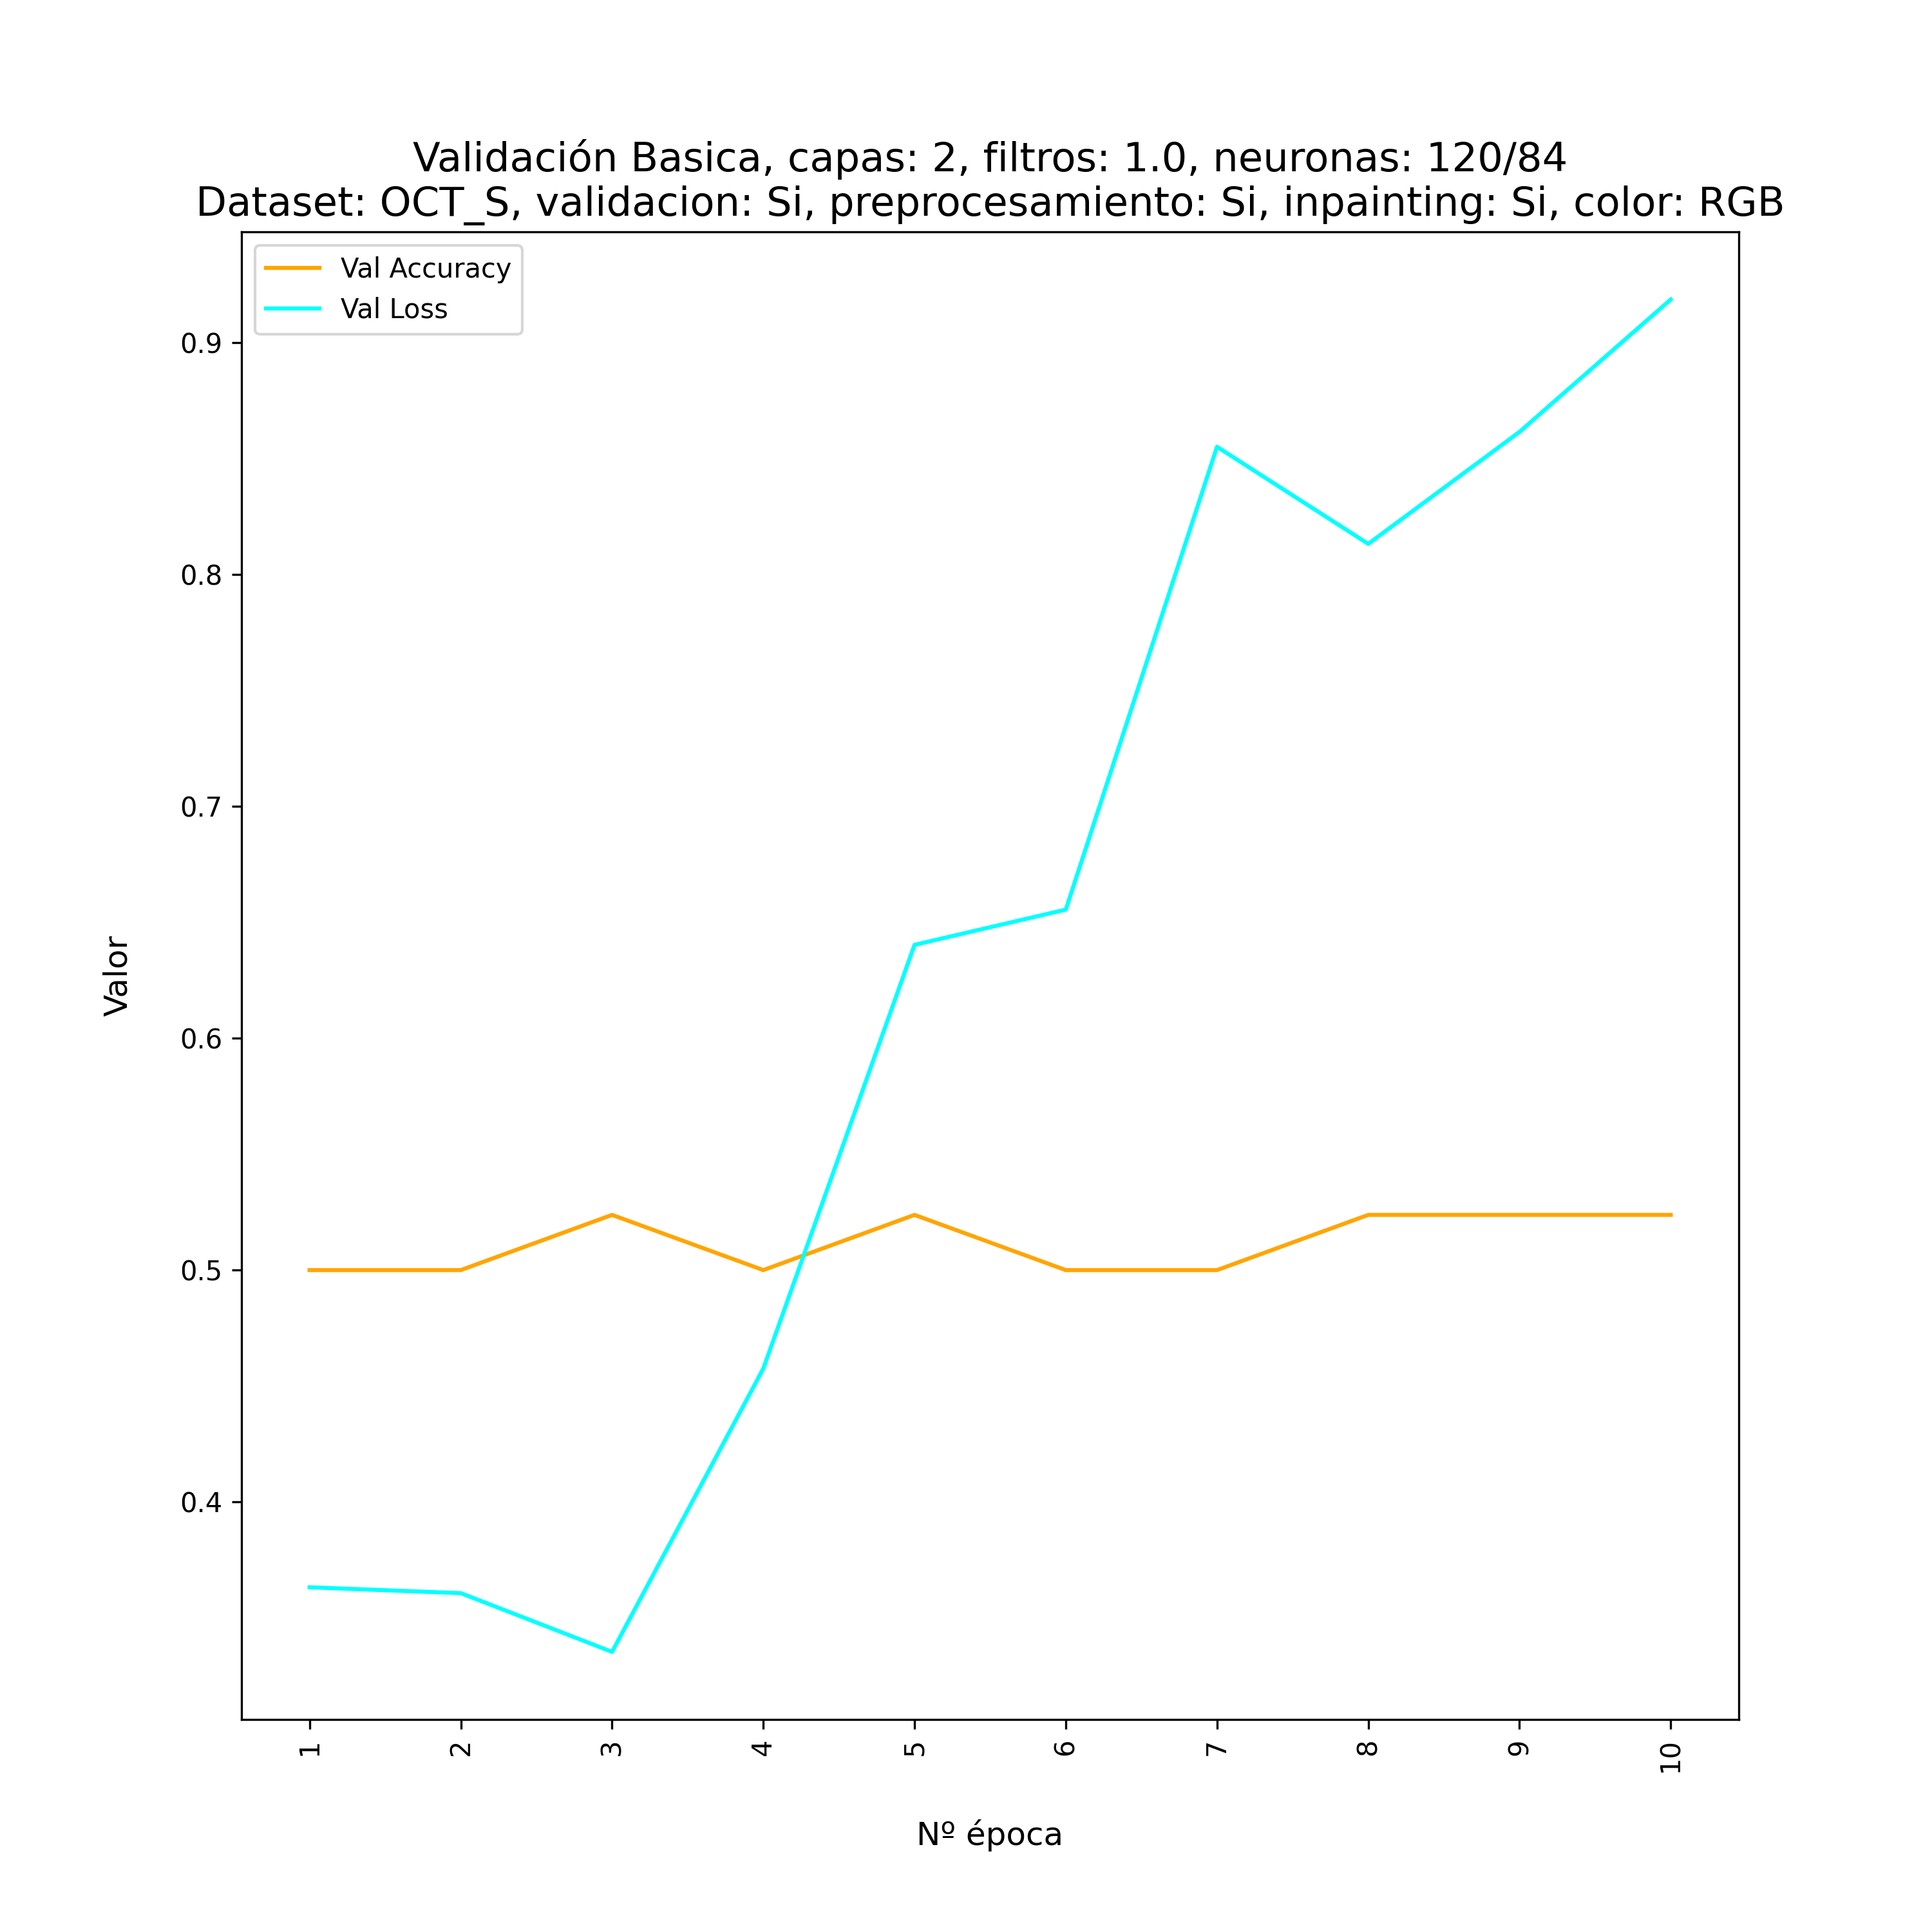 Validación Basica, capas: 2, filtros: 1.0, neuronas: 120/84
Dataset: OCT_S, validacion: Si, preprocesamiento: Si, inpainting: Si, color: RGB
Val Accuracy
Val Loss
0.9
0.8
0.7
0.6
0.5
0.4
Valor
1
2
3
4
5
6
7
8
9
10
Nº época